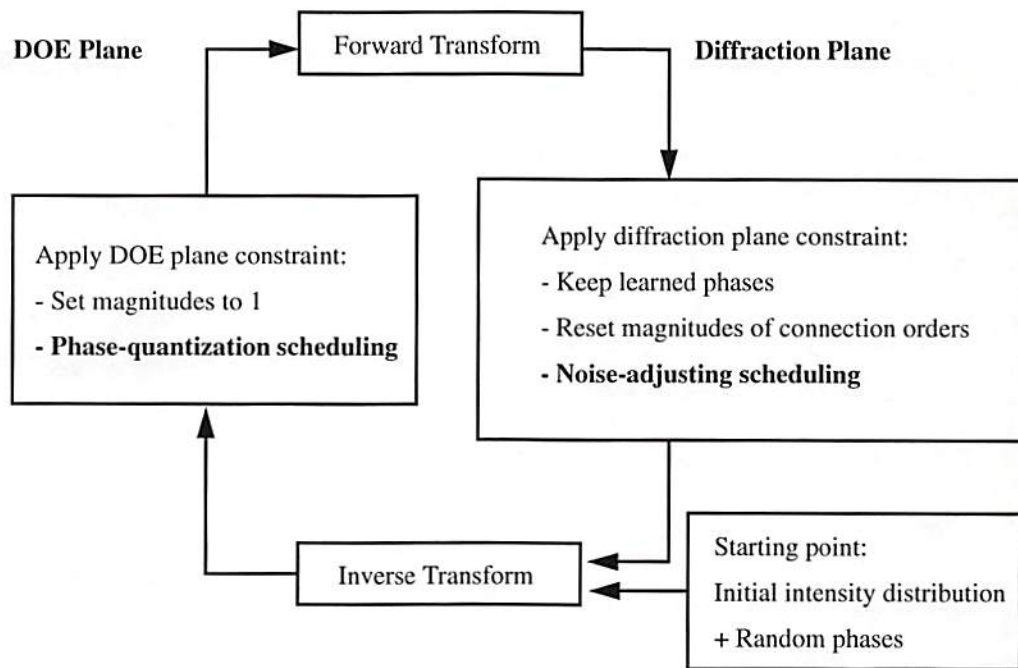 DOE Plane
Forward Transform
Diffraction Plane
Apply DOE plane constraint:
- Set magnitudes to 1
- Phase-quantization scheduling
Apply diffraction plane constraint:
- Keep learned phases
- Reset magnitudes of connection orders
- Noise-adjusting scheduling
Inverse Transform
Starting point:
Initial intensity distribution
+ Random phases